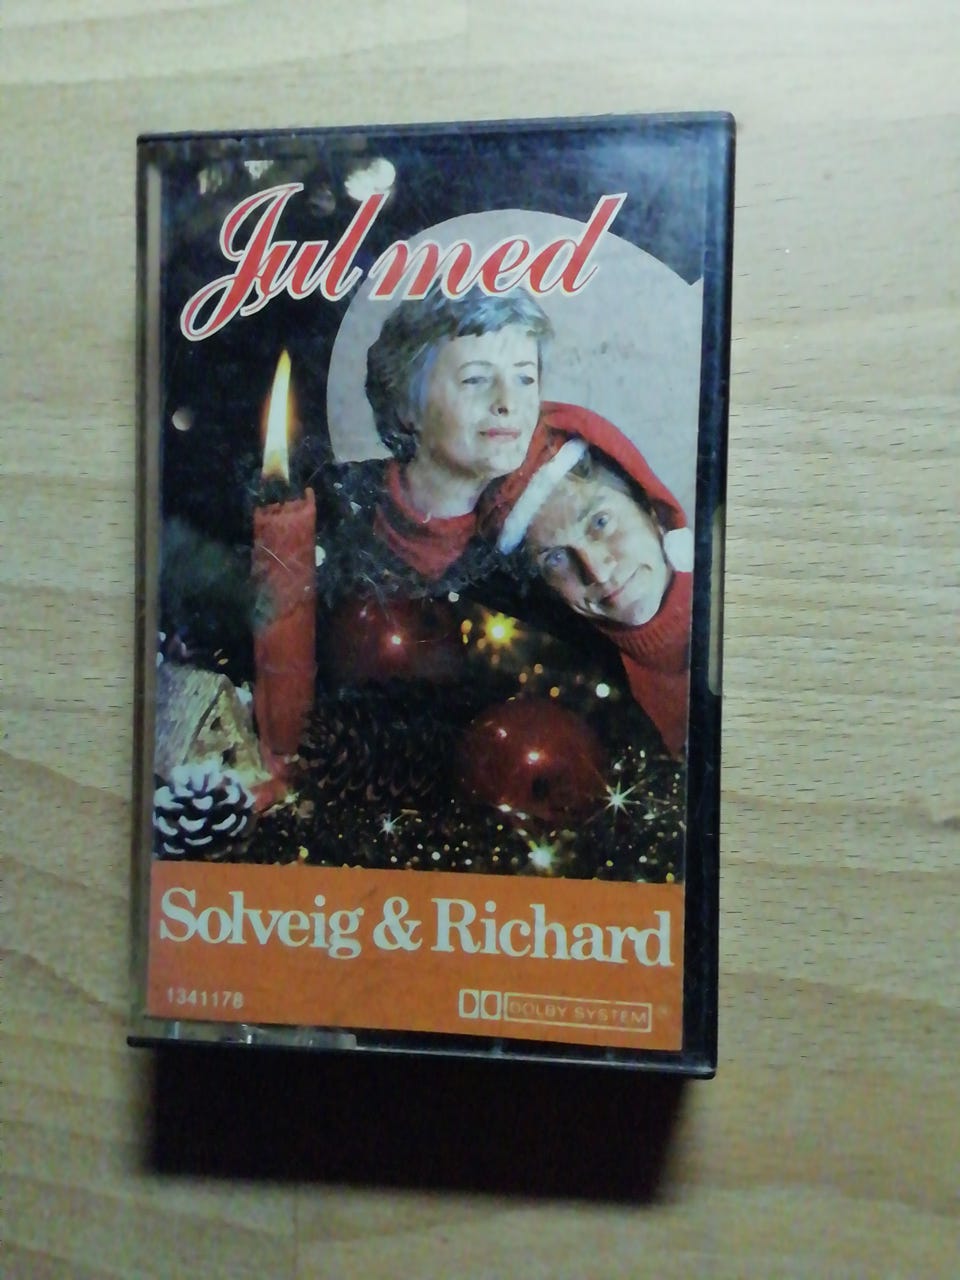 Jul med
Solveig & Richard
1341178
DOLBY SYSTEM ®